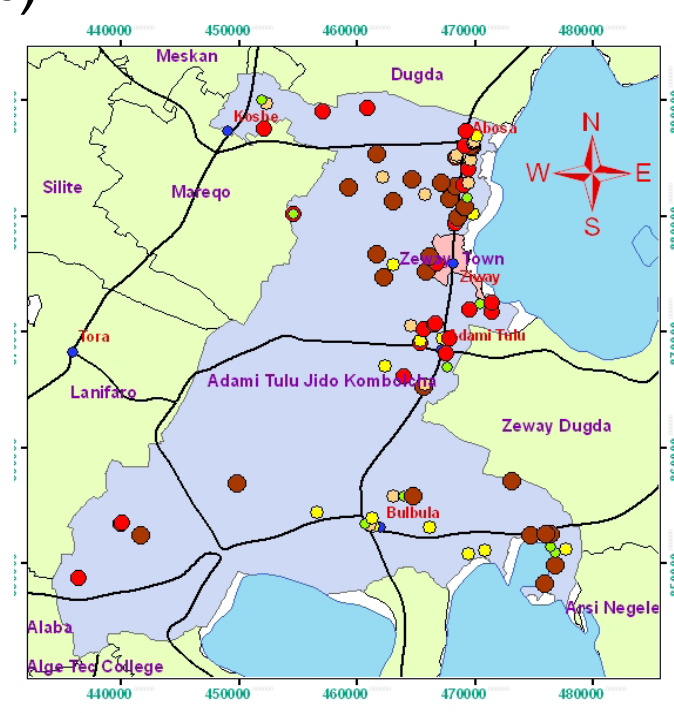 440000 450000 460000 470000 480000
Meskan
Dugda
Koshe
Abosa
N
W E
S
Silite
Mareqo
Zeway Town
Ziway
Tora
Adami Tulu
Adami Tulu Jido Kombolcha
Lanifaro
Zeway Dugda
Bulbula
Arsi Negele
Alaba
Alge Tec College
440000 450000 460000 470000 480000